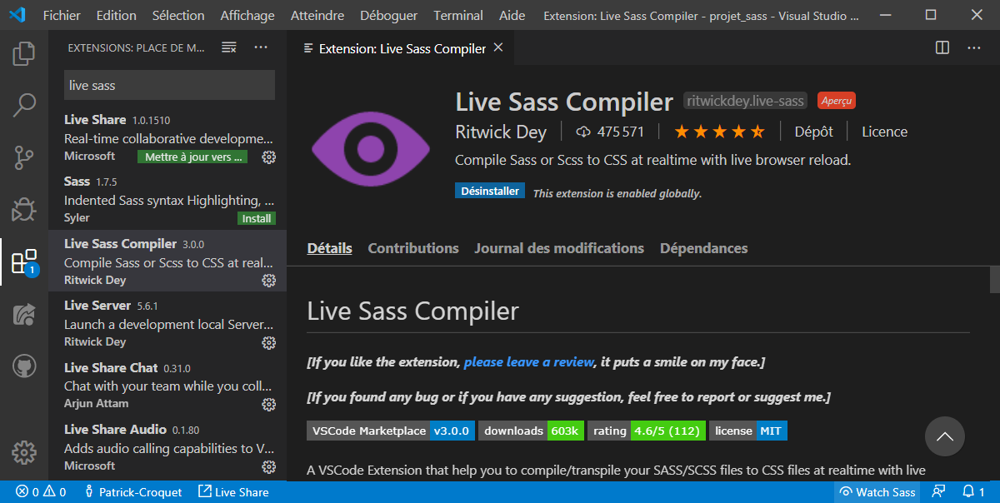 Fichier Edition Sélection Affichage Atteindre Déboguer Terminal Aide Extension: Live Sass Compiler - projet_sass - Visual Studio ...
EXTENSIONS: PLACE DE M...
live sass
Live Share 1.0.1510
Real-time collaborative developme...
Microsoft Mettre à jour vers ...
Sass 1.7.5
Indented Sass syntax Highlighting, ...
Syler Install
Live Sass Compiler 3.0.0
Compile Sass or Scss to CSS at real...
Ritwick Dey
Live Server 5.6.1
Launch a development local Server...
Ritwick Dey
Live Share Chat 0.31.0
Chat with your team while you coll...
Arjun Attam
Live Share Audio 0.1.80
Adds audio calling capabilities to V...
Microsoft
1
Extension: Live Sass Compiler
Live Sass Compiler ritwickdey.live-sass Aperçu
Ritwick Dey 475 571 Dépôt Licence
Compile Sass or Scss to CSS at realtime with live browser reload.
Désinstaller This extension is enabled globally.
Détails Contributions Journal des modifications Dépendances
Live Sass Compiler
[If you like the extension, please leave a review, it puts a smile on my face.]
[If you found any bug or if you have any suggestion, feel free to report or suggest me.]
VSCode Marketplace v3.0.0 downloads 603k rating 4.6/5 (112) license MIT
A VSCode Extension that help you to compile/transpile your SASS/SCSS files to CSS files at realtime with live
0 0 Patrick-Croquet Live Share Watch Sass 1